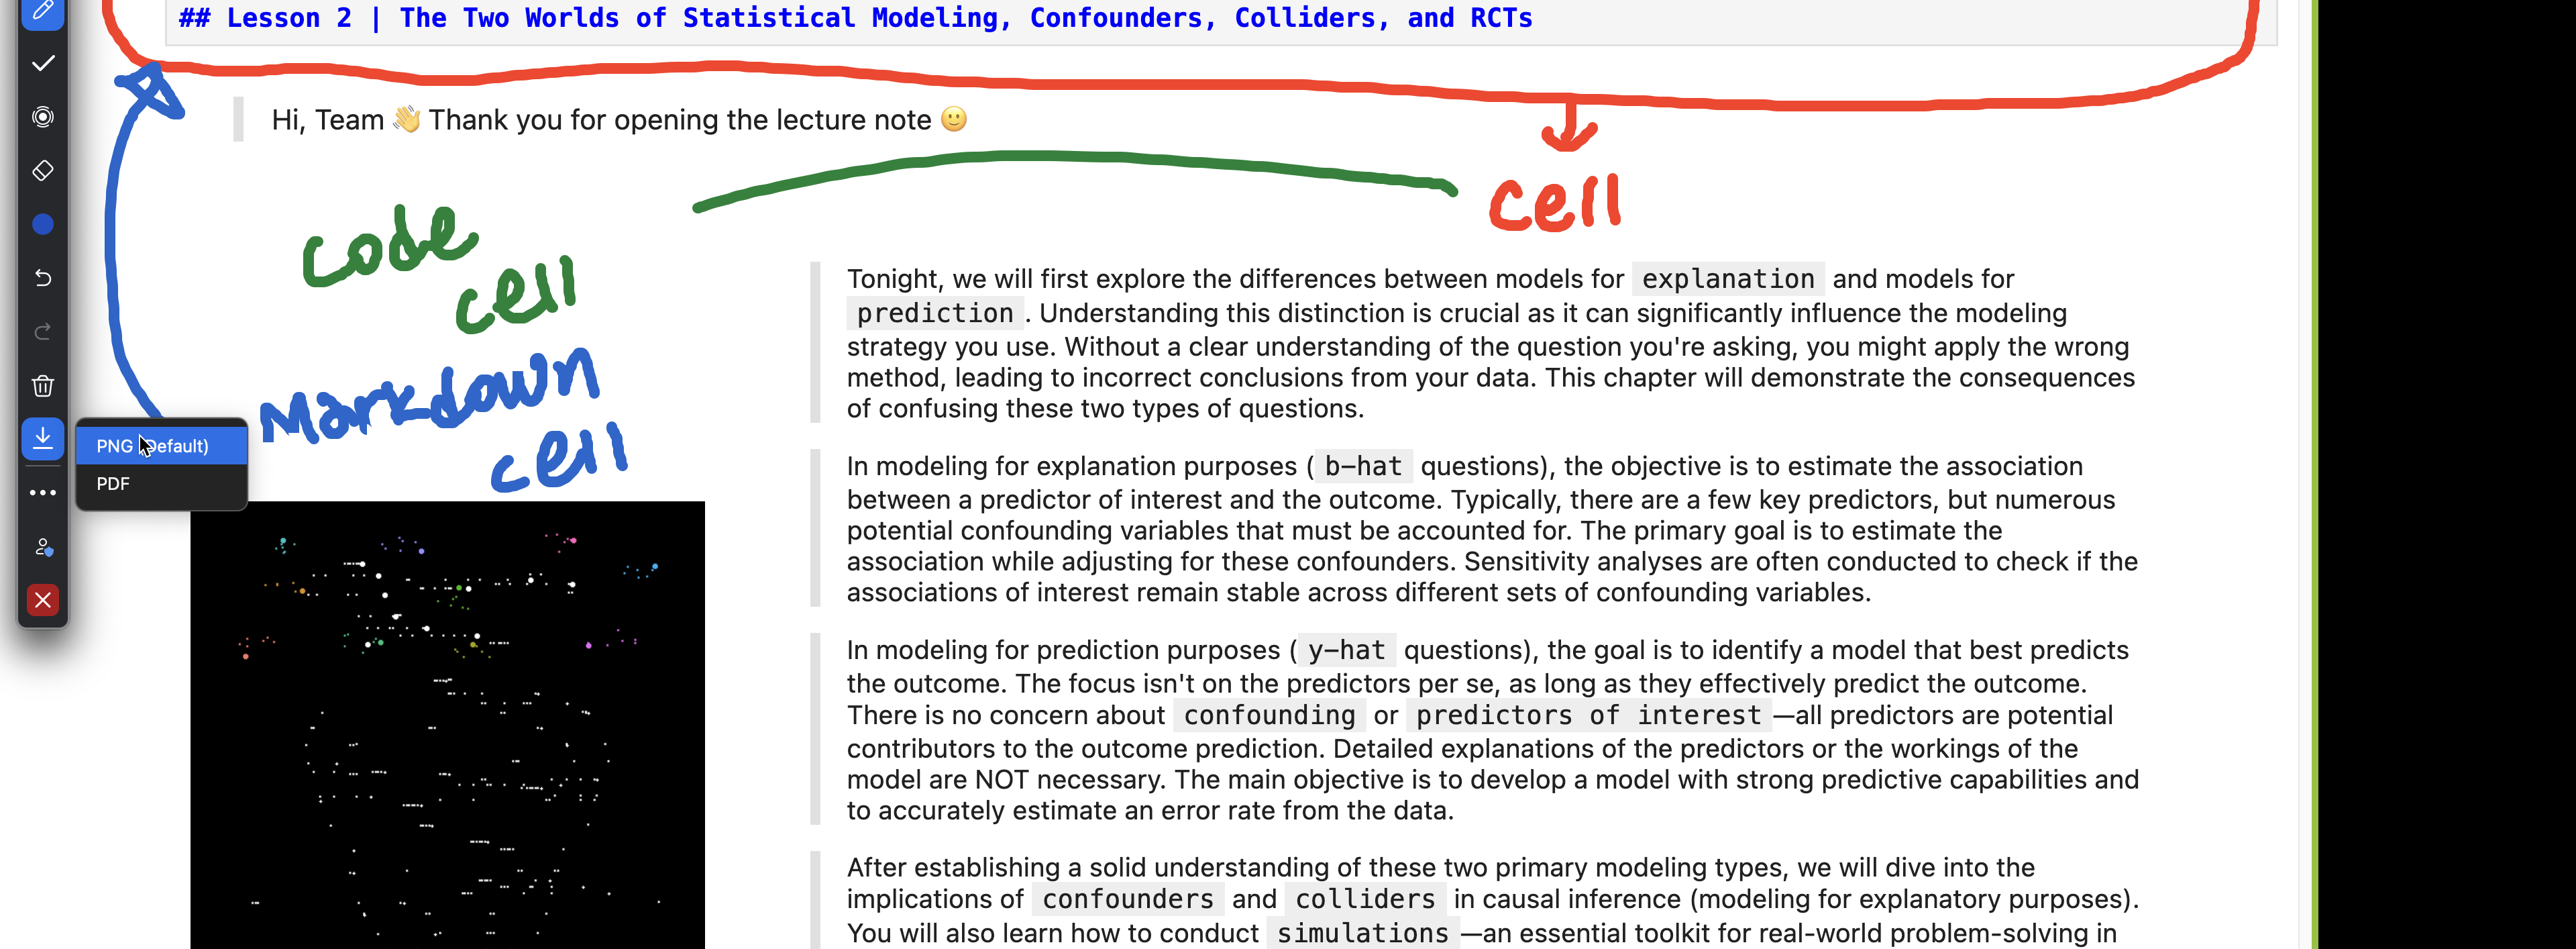 ## Lesson 2 | The Two Worlds of Statistical Modeling, Confounders, Colliders, and RCTs
Hi, Team 👋 Thank you for opening the lecture note 🙂
cell
code
cell
Markdown
cell
PNG (Default)
PDF
Tonight, we will first explore the differences between models for explanation and models for
prediction . Understanding this distinction is crucial as it can significantly influence the modeling
strategy you use. Without a clear understanding of the question you're asking, you might apply the wrong
method, leading to incorrect conclusions from your data. This chapter will demonstrate the consequences
of confusing these two types of questions.
In modeling for explanation purposes ( b-hat questions), the objective is to estimate the association
between a predictor of interest and the outcome. Typically, there are a few key predictors, but numerous
potential confounding variables that must be accounted for. The primary goal is to estimate the
association while adjusting for these confounders. Sensitivity analyses are often conducted to check if the
associations of interest remain stable across different sets of confounding variables.
In modeling for prediction purposes ( y-hat questions), the goal is to identify a model that best predicts
the outcome. The focus isn't on the predictors per se, as long as they effectively predict the outcome.
There is no concern about confounding or predictors of interest —all predictors are potential
contributors to the outcome prediction. Detailed explanations of the predictors or the workings of the
model are NOT necessary. The main objective is to develop a model with strong predictive capabilities and
to accurately estimate an error rate from the data.
After establishing a solid understanding of these two primary modeling types, we will dive into the
implications of confounders and colliders in causal inference (modeling for explanatory purposes).
You will also learn how to conduct simulations —an essential toolkit for real-world problem-solving in